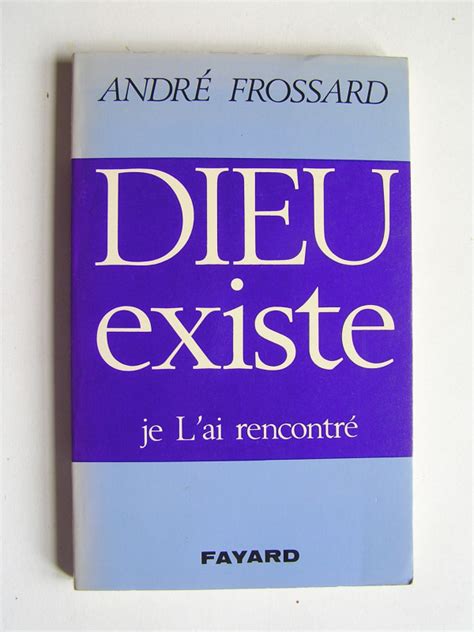 ANDRÉ FROSSARD
DIEU
existe
je L'ai rencontré
FAYARD